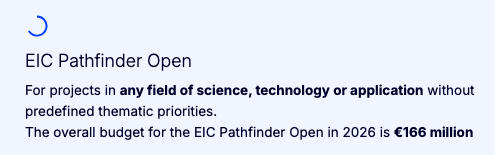 EIC Pathfinder Open
For projects in any field of science, technology or application without
predefined thematic priorities.
The overall budget for the EIC Pathfinder Open in 2026 is €166 million